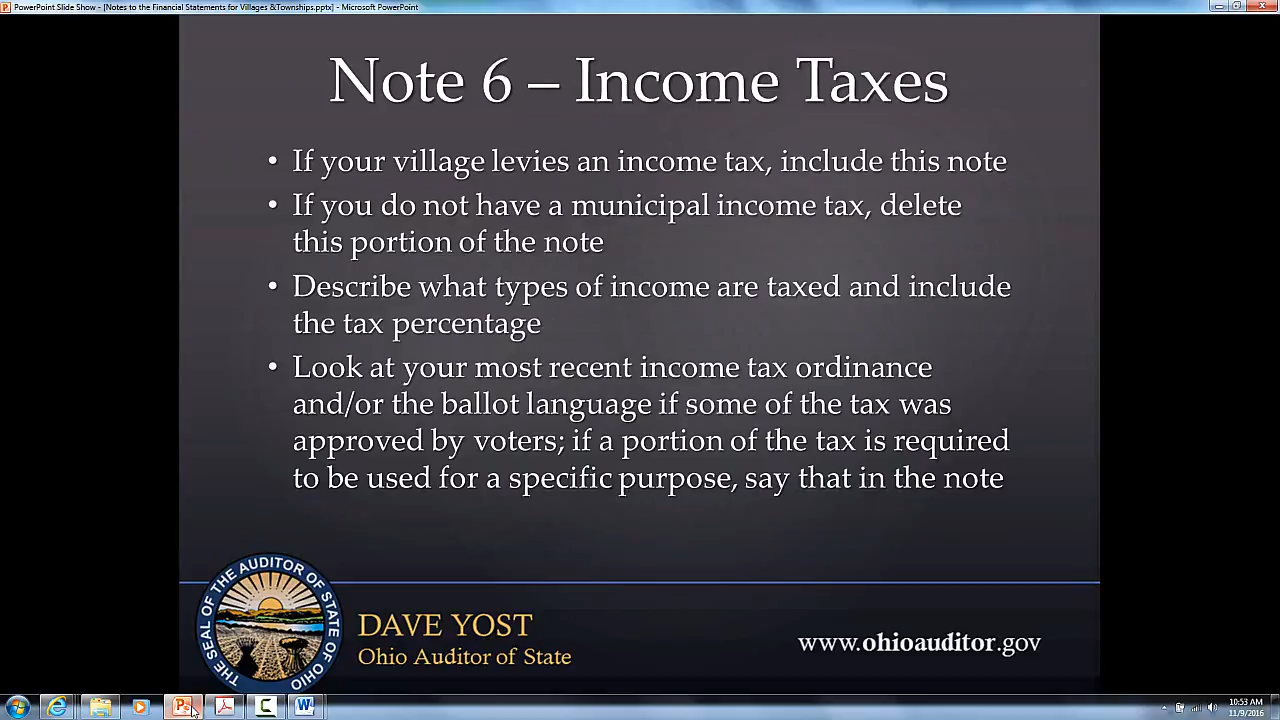 PowerPoint Slide Show - [Notes to the Financial Statements for Villages &Townships.pptx] - Microsoft PowerPoint
Note 6 – Income Taxes
• If your village levies an income tax, include this note
• If you do not have a municipal income tax, delete
this portion of the note
• Describe what types of income are taxed and include
the tax percentage
• Look at your most recent income tax ordinance
and/or the ballot language if some of the tax was
approved by voters; if a portion of the tax is required
to be used for a specific purpose, say that in the note
THE SEAL OF THE AUDITOR OF STATE OF OHIO
DAVE YOST
Ohio Auditor of State
www.ohioauditor.gov
10:53 AM
11/9/2016